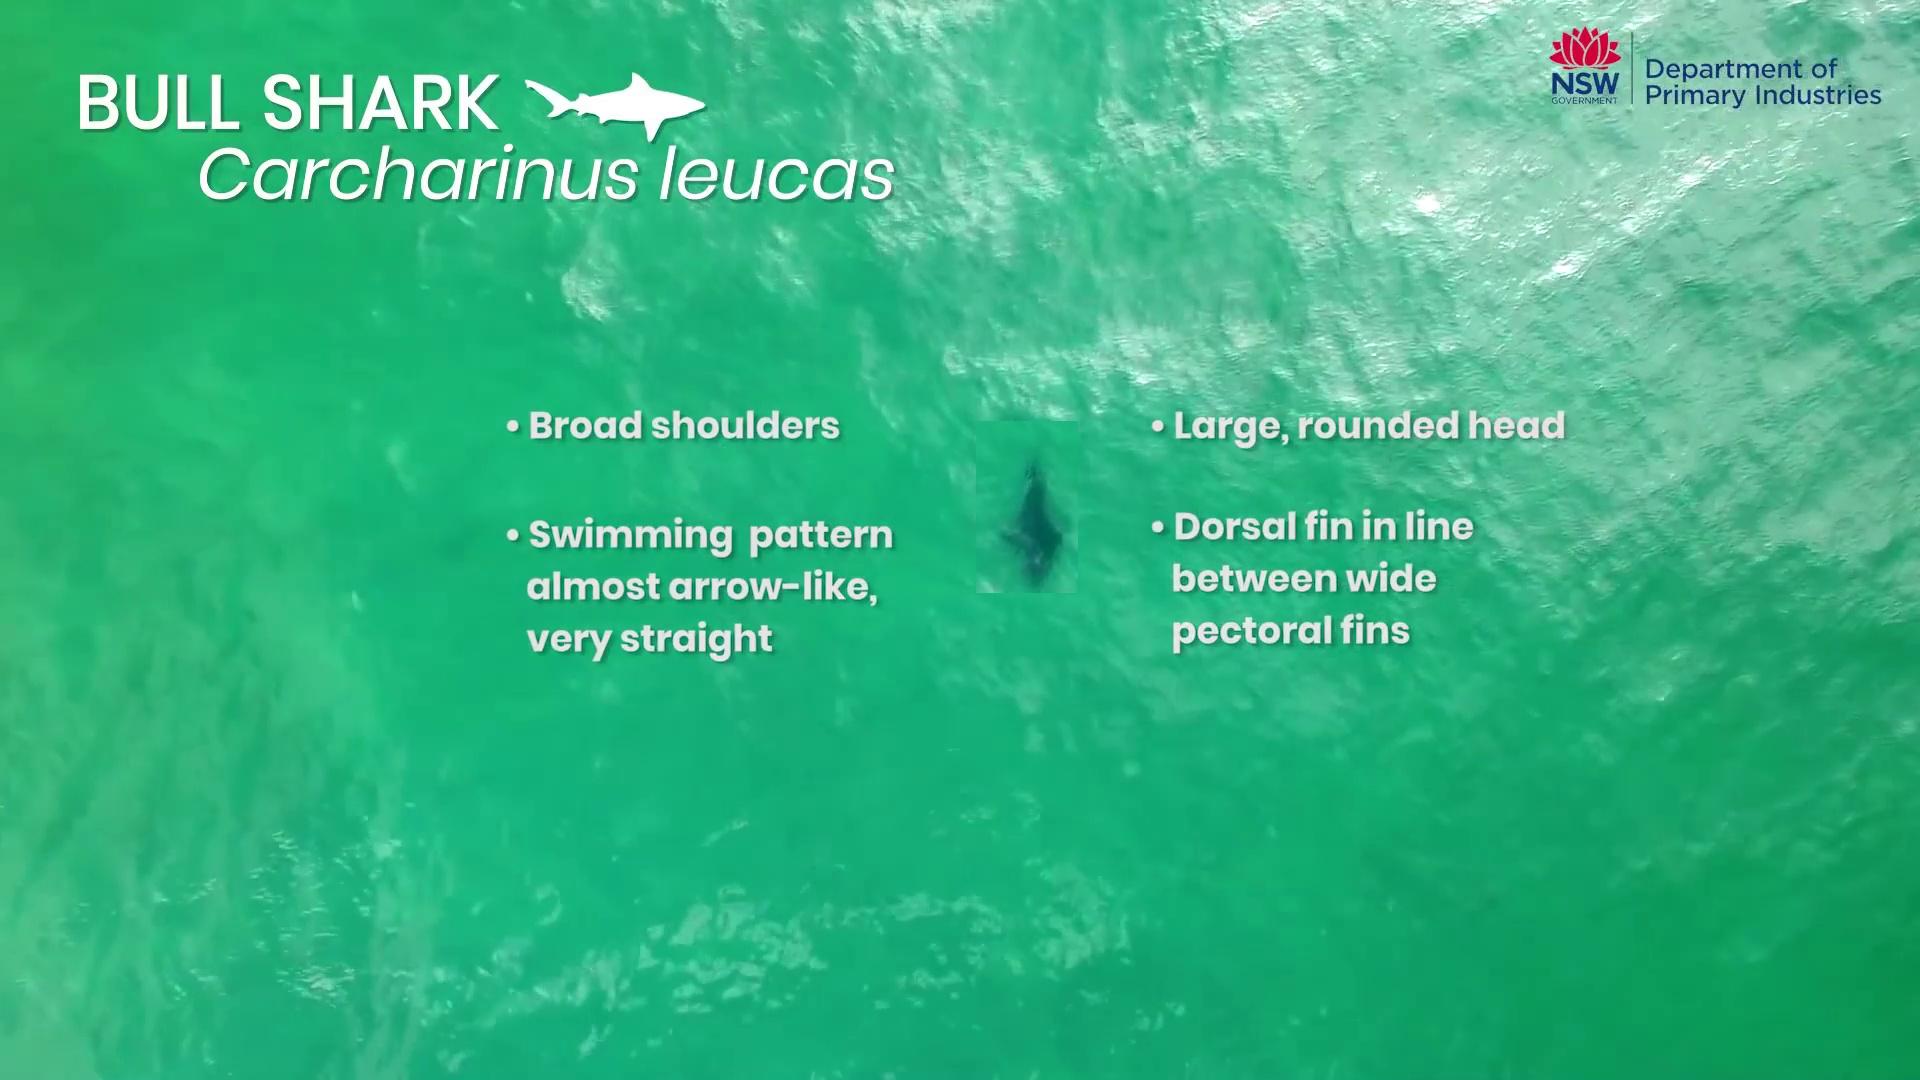 BULL SHARK
Carcharinus leucas
NSW
GOVERNMENT
Department of
Primary Industries
• Broad shoulders
• Swimming pattern
almost arrow-like,
very straight
• Large, rounded head
• Dorsal fin in line
between wide
pectoral fins